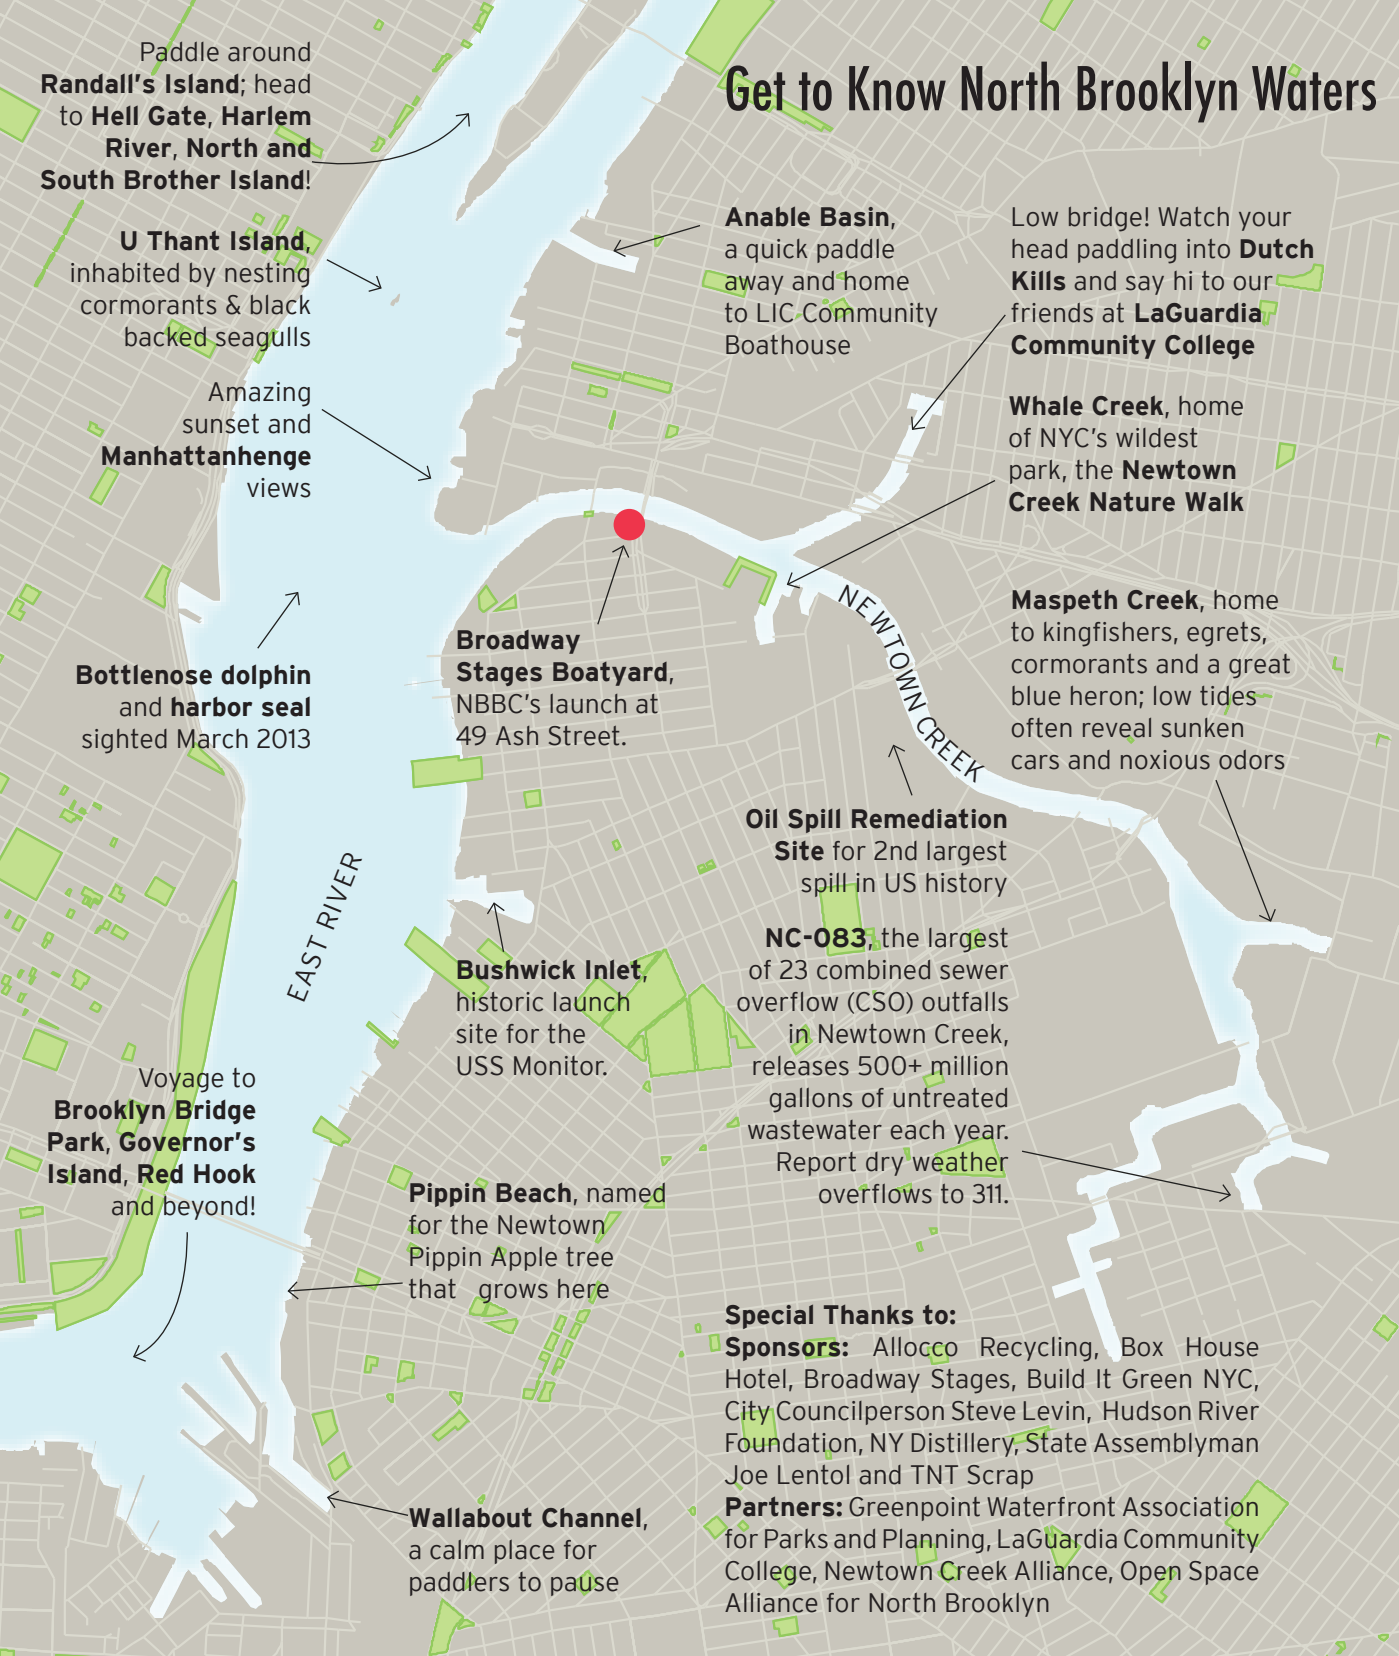 Get to Know North Brooklyn Waters
Paddle around
Randall's Island; head
to Hell Gate, Harlem
River, North and
South Brother Island!
U Thant Island,
inhabited by nesting
cormorants & black
backed seagulls
Amazing
sunset and
Manhattanhenge
views
Anable Basin,
a quick paddle
away and home
to LIC Community
Boathouse
Low bridge! Watch your
head paddling into Dutch
Kills and say hi to our
friends at LaGuardia
Community College
Whale Creek, home
of NYC's wildest
park, the Newtown
Creek Nature Walk
Bottlenose dolphin
and harbor seal
sighted March 2013
Broadway
Stages Boatyard,
NBBC's launch at
49 Ash Street.
NEWTOWN CREEK
Maspeth Creek, home
to kingfishers, egrets,
cormorants and a great
blue heron; low tides
often reveal sunken
cars and noxious odors
Oil Spill Remediation
Site for 2nd largest
spill in US history
EAST RIVER
Bushwick Inlet,
historic launch
site for the
USS Monitor.
NC-083, the largest
of 23 combined sewer
overflow (CSO) outfalls
in Newtown Creek,
releases 500+ million
gallons of untreated
wastewater each year.
Report dry weather
overflows to 311.
Voyage to
Brooklyn Bridge
Park, Governor's
Island, Red Hook
and beyond!
Pippin Beach, named
for the Newtown
Pippin Apple tree
that grows here
Special Thanks to:
Sponsors: Allocco Recycling, Box House
Hotel, Broadway Stages, Build It Green NYC,
City Councilperson Steve Levin, Hudson River
Foundation, NY Distillery, State Assemblyman
Joe Lentol and TNT Scrap
Partners: Greenpoint Waterfront Association
for Parks and Planning, LaGuardia Community
College, Newtown Creek Alliance, Open Space
Alliance for North Brooklyn
Wallabout Channel,
a calm place for
paddlers to pause